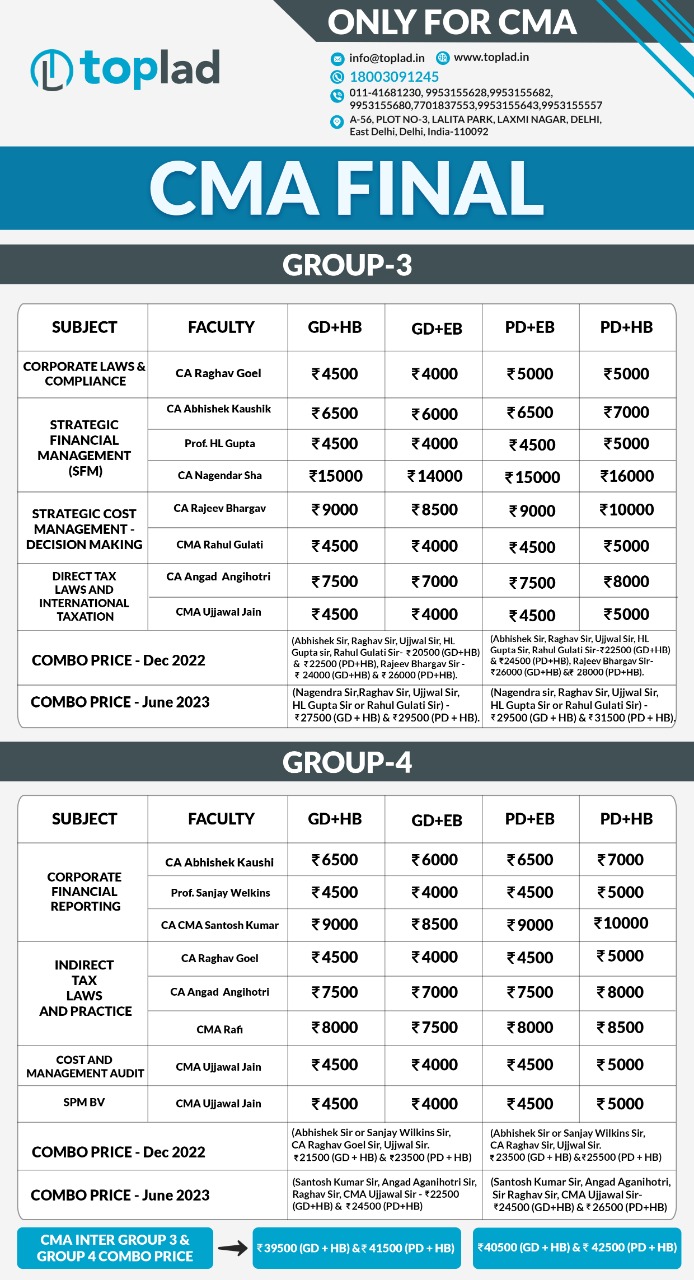 ONLY FOR CMA
toplad
info@toplad.in www.toplad.in
18003091245
011-41681230, 9953155628,9953155682,
9953155680,7701837553,9953155643,9953155557
A-56, PLOT NO-3, LALITA PARK, LAXMI NAGAR, DELHI,
East Delhi, Delhi, India-110092
CMA FINAL
GROUP-3
SUBJECT FACULTY GD+HB GD+EB PD+EB PD+HB
CORPORATE LAWS &
COMPLIANCE
CA Raghav Goel ₹4500 ₹4000 ₹5000 ₹5000
STRATEGIC
FINANCIAL
MANAGEMENT
(SFM)
CA Abhishek Kaushik ₹6500 ₹6000 ₹6500 ₹7000
Prof. HL Gupta ₹4500 ₹4000 ₹4500 ₹5000
CA Nagendar Sha ₹15000 ₹14000 ₹15000 ₹16000
STRATEGIC COST
MANAGEMENT -
DECISION MAKING
CA Rajeev Bhargav ₹9000 ₹8500 ₹9000 ₹10000
CMA Rahul Gulati ₹4500 ₹4000 ₹4500 ₹5000
DIRECT TAX
LAWS AND
INTERNATIONAL
TAXATION
CA Angad Angihotri ₹7500 ₹7000 ₹7500 ₹8000
CMA Ujjawal Jain ₹4500 ₹4000 ₹4500 ₹5000
COMBO PRICE - Dec 2022
(Abhishek Sir, Raghav Sir, Ujjwal Sir, HL
Gupta sir, Rahul Gulati Sir- ₹ 20500 (GD+HB)
& ₹22500 (PD+HB), Rajeev Bhargav Sir -
₹ 24000 (GD+HB) & ₹ 26000 (PD+HB).
(Abhishek Sir, Raghav Sir, Ujjwal Sir, HL
Gupta Sir, Rahul Gulati Sir-₹22500 (GD+HB)
& ₹24500 (PD+HB), Rajeev Bhargav Sir-
₹26000 (GD+HB) &₹ 28000 (PD+HB).
COMBO PRICE - June 2023
(Nagendra Sir,Raghav Sir, Ujjwal Sir,
HL Gupta Sir or Rahul Gulati Sir) -
₹27500 (GD + HB) & ₹29500 (PD + HB).
(Nagendra sir, Raghav Sir, Ujjwal Sir,
HL Gupta Sir or Rahul Gulati Sir) -
₹29500 (GD + HB) & ₹31500 (PD + HB).
GROUP-4
SUBJECT FACULTY GD+HB GD+EB PD+EB PD+HB
CORPORATE
FINANCIAL
REPORTING
CA Abhishek Kaushi ₹6500 ₹6000 ₹6500 ₹7000
Prof. Sanjay Welkins ₹4500 ₹4000 ₹4500 ₹5000
CA CMA Santosh Kumar ₹9000 ₹8500 ₹9000 ₹10000
INDIRECT
TAX
LAWS
AND PRACTICE
CA Raghav Goel ₹4500 ₹4000 ₹4500 ₹5000
CA Angad Angihotri ₹7500 ₹7000 ₹7500 ₹8000
CMA Rafi ₹8000 ₹7500 ₹8000 ₹8500
COST AND
MANAGEMENT AUDIT
CMA Ujjawal Jain ₹4500 ₹4000 ₹4500 ₹5000
SPM BV CMA Ujjawal Jain ₹4500 ₹4000 ₹4500 ₹5000
COMBO PRICE - Dec 2022
(Abhishek Sir or Sanjay Wilkins Sir,
CA Raghav Goel Sir, Ujjwal Sir.
₹21500 (GD + HB) & ₹23500 (PD + HB)
(Abhishek Sir or Sanjay Wilkins Sir,
CA Raghav Goel Sir, Ujjwal Sir.
₹23500 (GD + HB) &₹25500 (PD + HB)
COMBO PRICE - June 2023
(Santosh Kumar Sir, Angad Aganihotri Sir,
Raghav Sir, CMA Ujjawal Sir - ₹22500
(GD+HB) & ₹24500 (PD+HB)
(Santosh Kumar Sir, Angad Aganihotri,
Sir Raghav Sir, CMA Ujjawal Sir-
₹24500 (GD+HB) & ₹ 26500 (PD+HB)
CMA INTER GROUP 3 &
GROUP 4 COMBO PRICE
₹39500 (GD + HB) &₹ 41500 (PD + HB)
₹40500 (GD + HB) & ₹ 42500 (PD + HB)